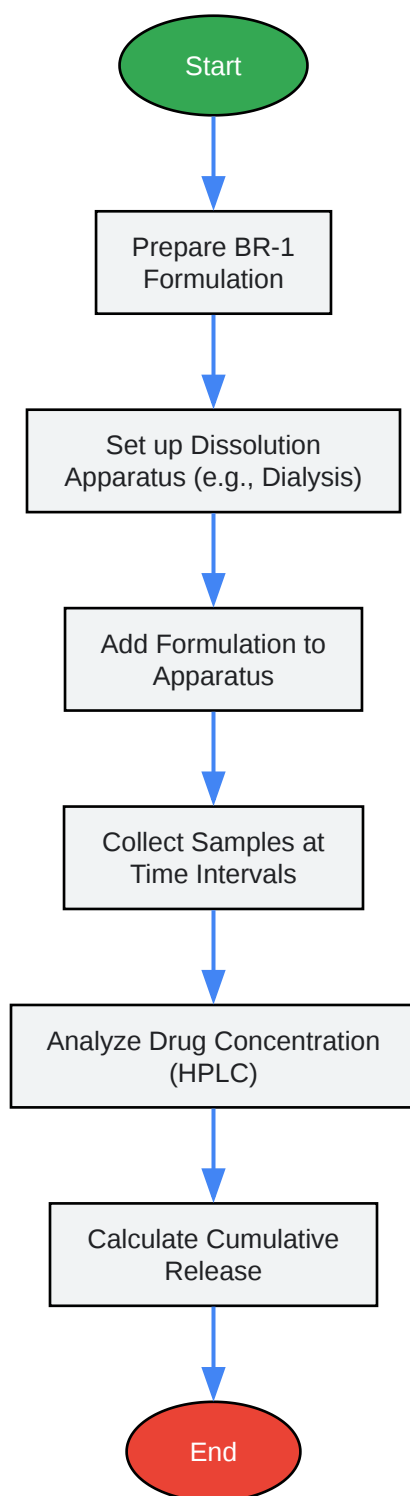 Start
Prepare BR-1
Formulation
Set up Dissolution
Apparatus (e.g., Dialysis)
Add Formulation to
Apparatus
Collect Samples at
Time Intervals
Analyze Drug Concentration
(HPLC)
Calculate Cumulative
Release
End